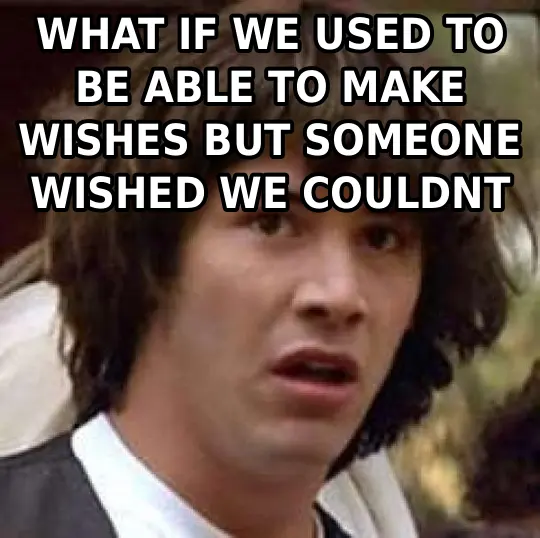 WHAT IF WE USED TO
BE ABLE TO MAKE
WISHES BUT SOMEONE
WISHED WE COULDNT